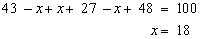 43 − x + x + 27 − x + 48 = 100
x = 18